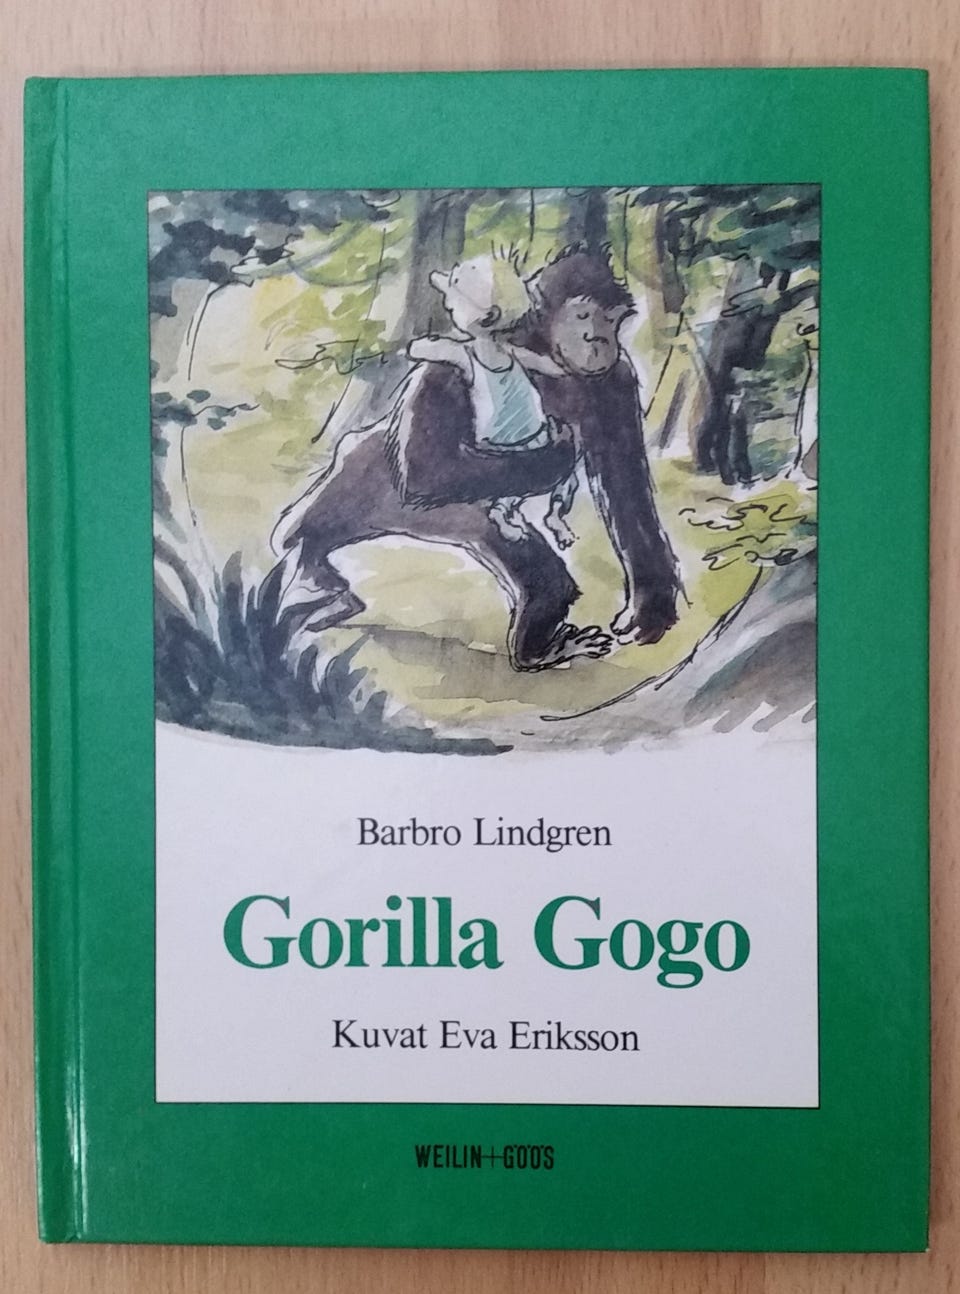 Barbro Lindgren
Gorilla Gogo
Kuvat Eva Eriksson
WEILIN+GÖÖS